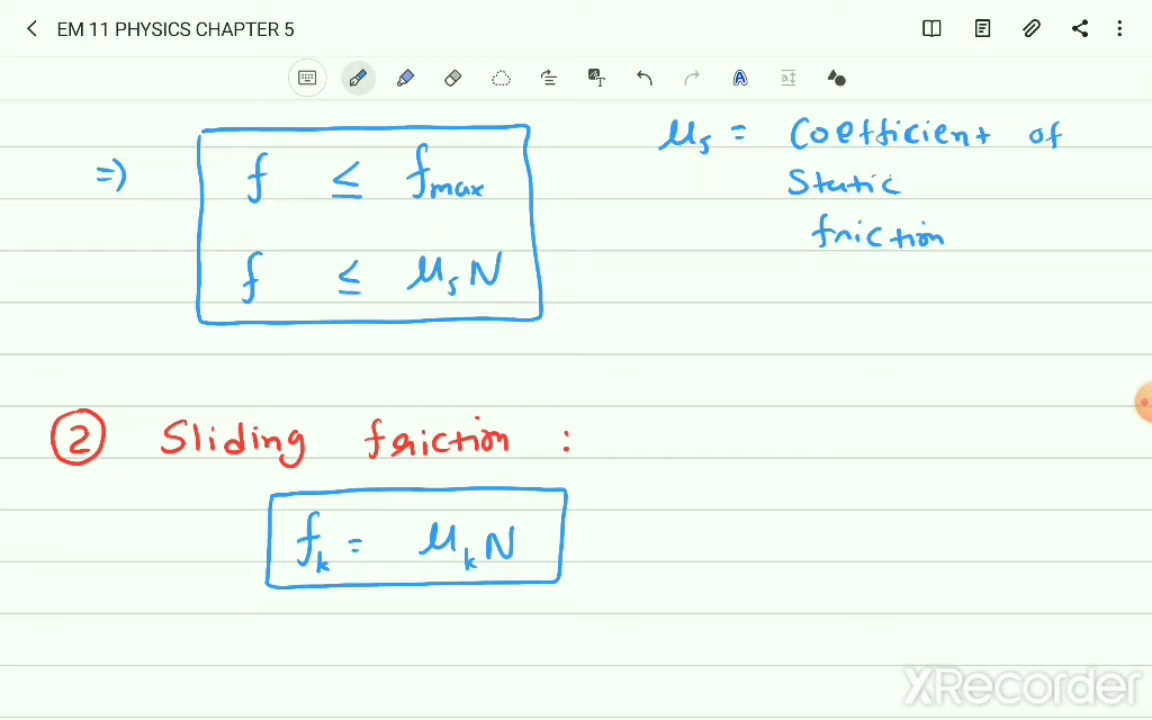 EM 11 PHYSICS CHAPTER 5
=) f ≤ fmax
f ≤ μsN
μs = Coefficient of
Static
friction
2 Sliding friction :
fk = μkN
XRecorder